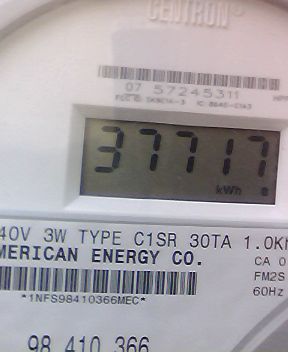 CENTRON®
07 57245311
37717
kWh
40V 3W TYPE C1SR 30TA 1.0Kh
MERICAN ENERGY CO.
CA 0
FM2S
60Hz
*1NFS98410366MEC*
98 410 366